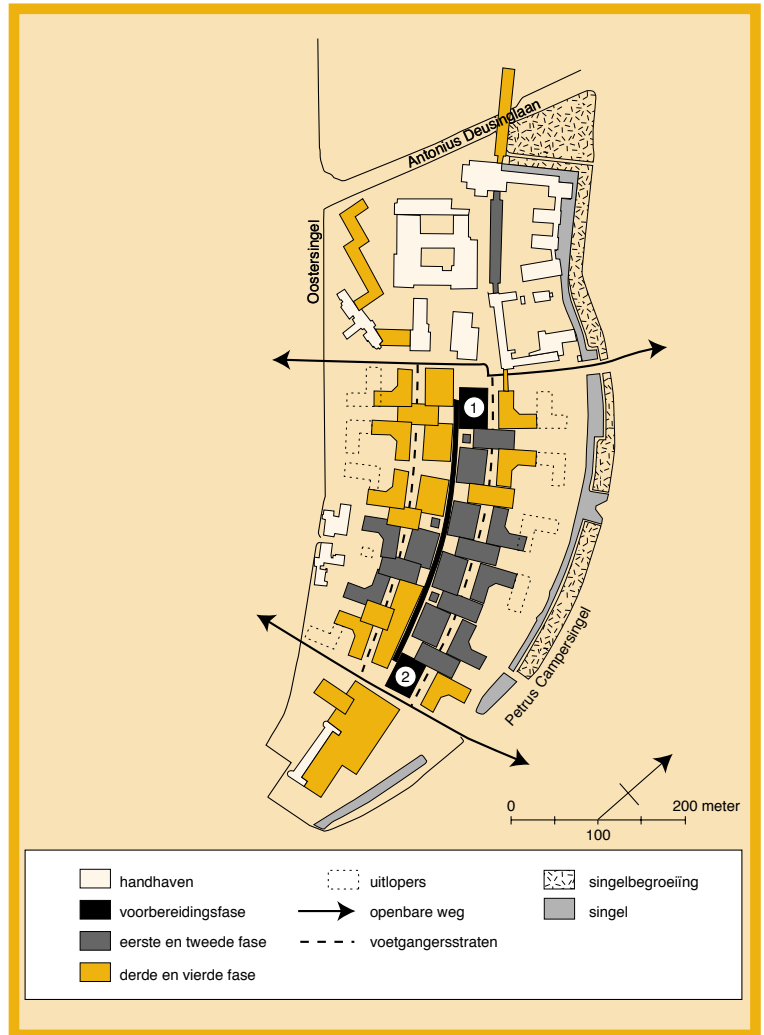 Antonius Deusinglaan
Oostersingel
1
2
Petrus Campersingel
0
200 meter
100
handhaven
voorbereidingsfase
eerste en tweede fase
derde en vierde fase
uitlopers
openbare weg
voetgangersstraten
singelbegroeiïng
singel